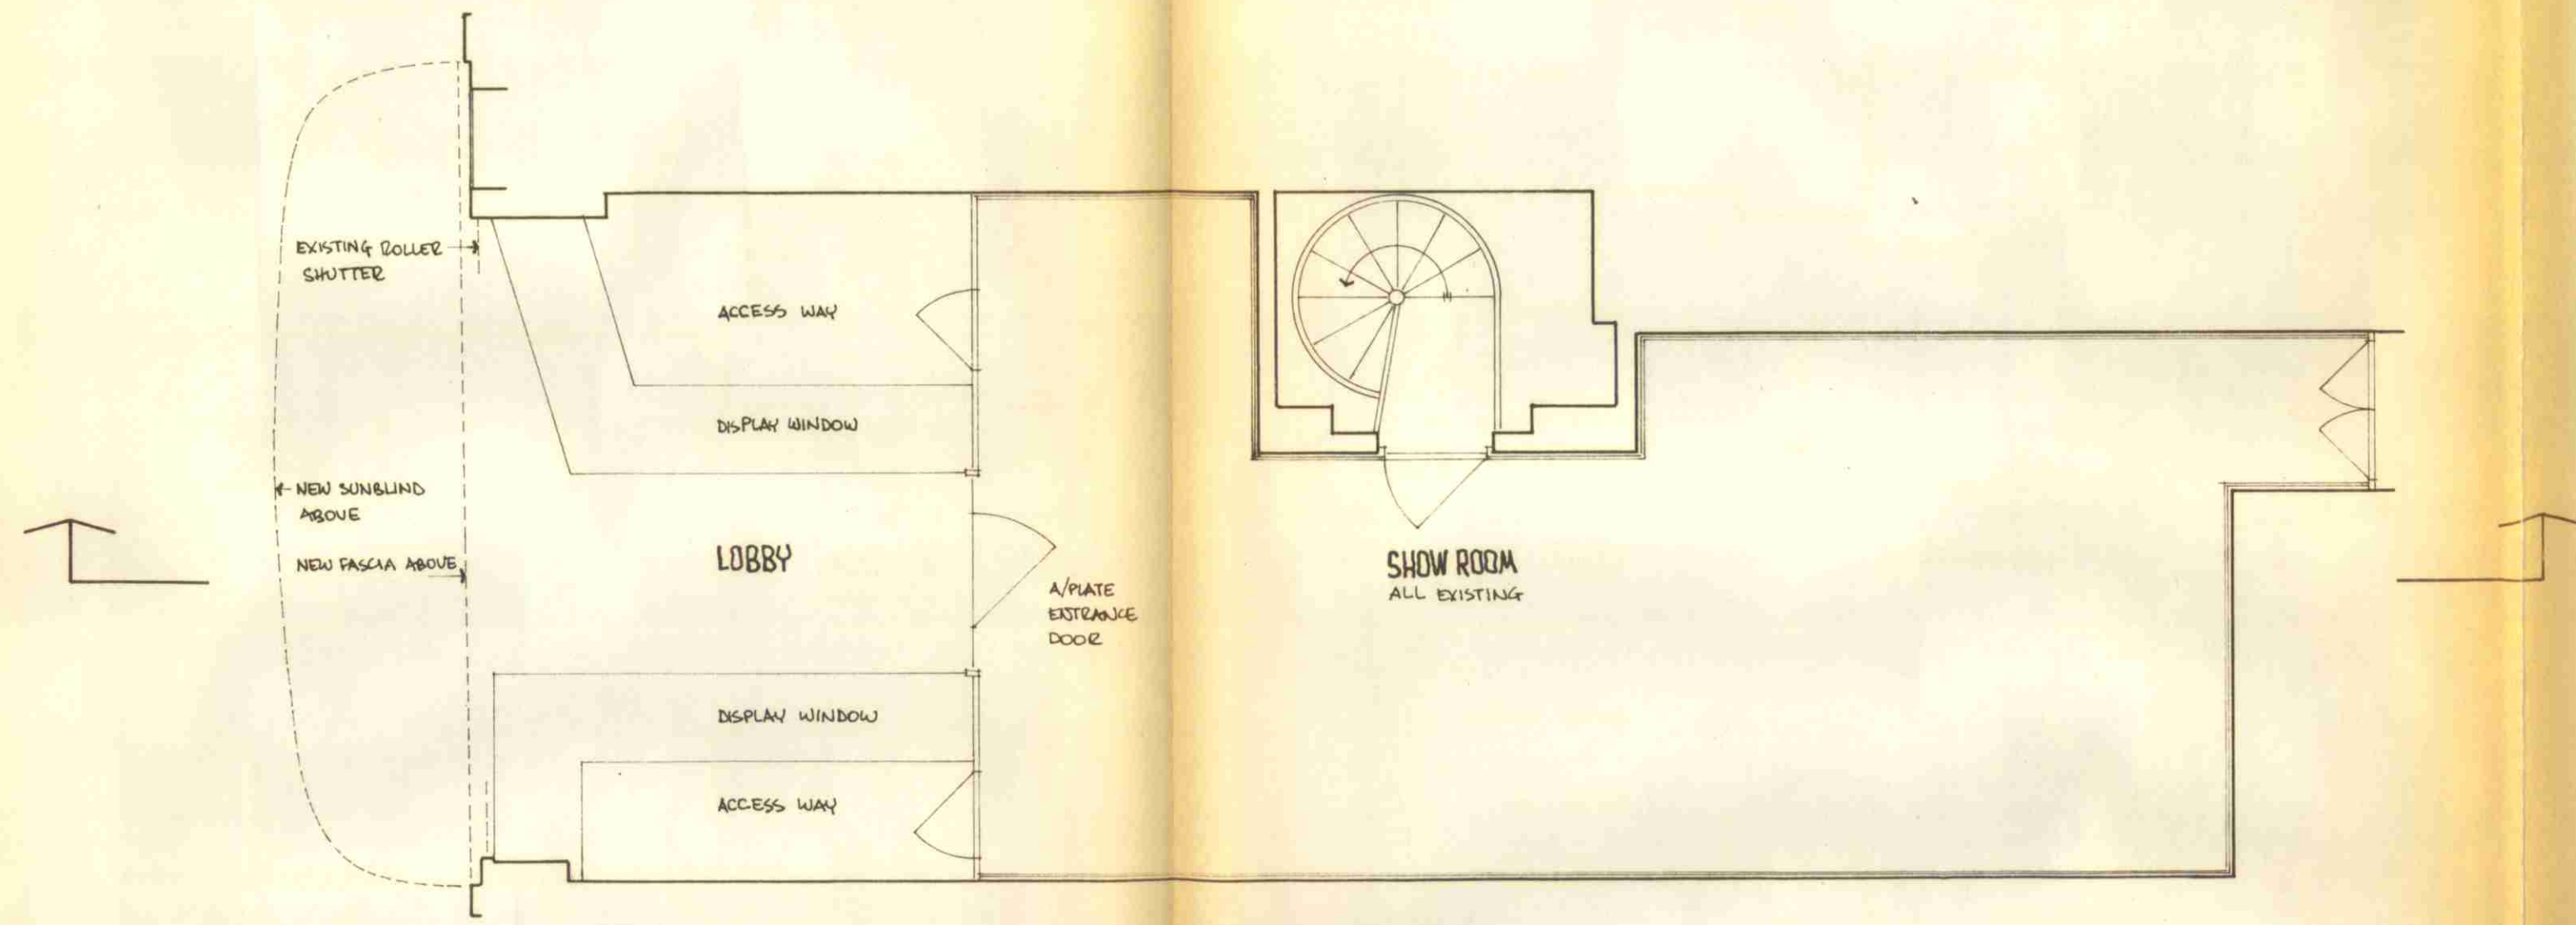 EXISTING ROLLER
SHUTTER
ACCESS WAY
DISPLAY WINDOW
NEW SUNBLIND
ABOVE
NEW FASCIA ABOVE
LOBBY
A/PLATE
ENTRANCE
DOOR
SHOW ROOM
ALL EXISTING
DISPLAY WINDOW
ACCESS WAY